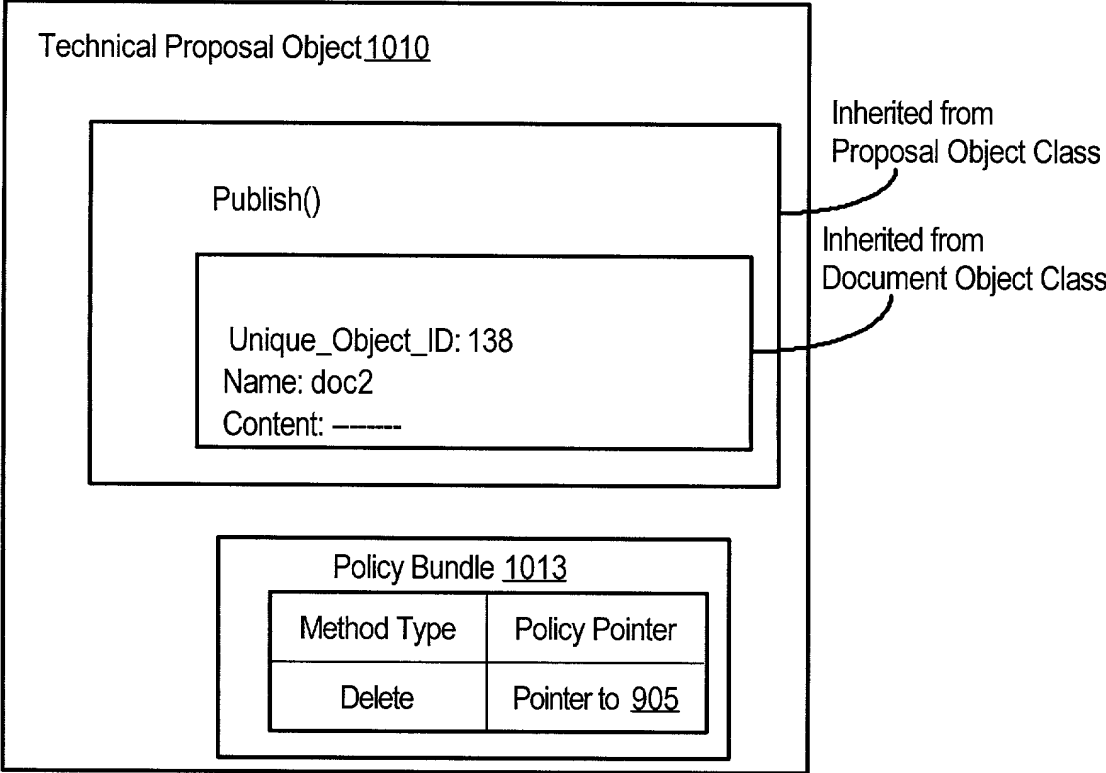 Technical Proposal Object 1010
Inherited from
Proposal Object Class
Publish()
Inherited from
Document Object Class
Unique_Object_ID: 138
Name: doc2
Content: -------
Policy Bundle 1013
Method Type Policy Pointer
Delete Pointer to 905